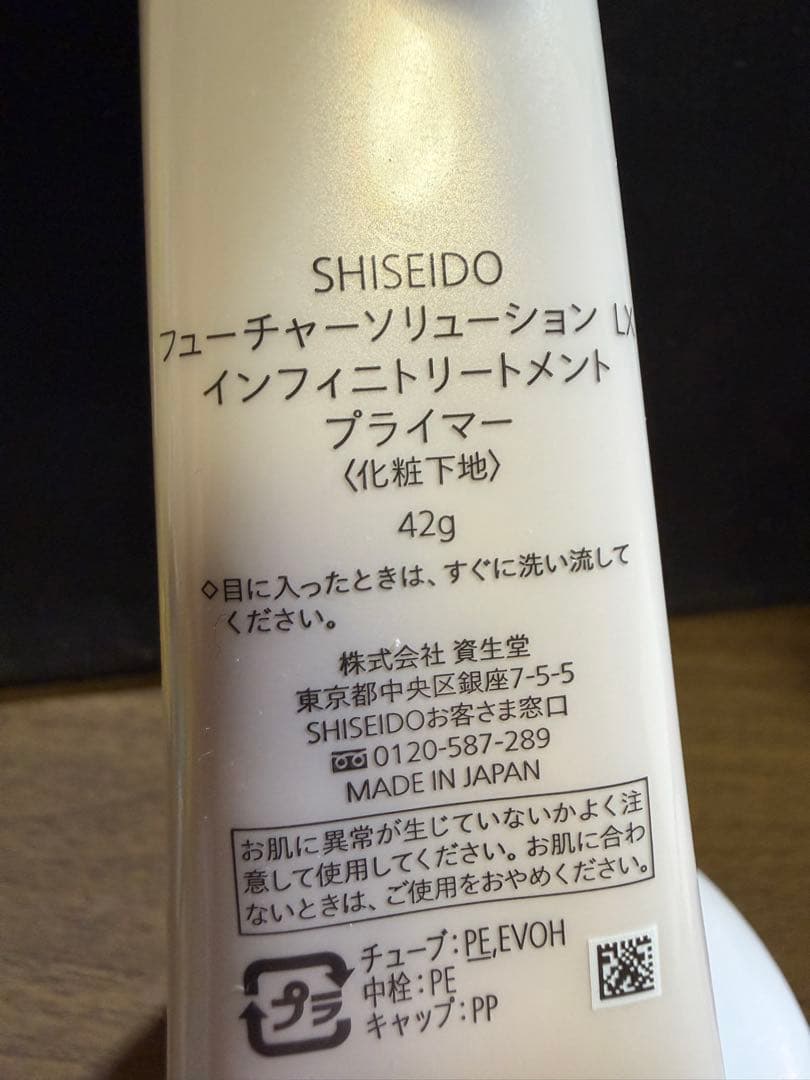 SHISEIDO
フューチャーソリューション LX
インフィニトリートメント
プライマー
〈化粧下地〉
42g
◇目に入ったときは、すぐに洗い流して
ください。
株式会社 資生堂
東京都中央区銀座7-5-5
SHISEIDOお客さま窓口
0120-587-289
MADE IN JAPAN
お肌に異常が生じていないかよく注
意して使用してください。お肌に合わ
ないときは、ご使用をおやめください。
チューブ:PE,EVOH
中栓:PE
キャップ:PP
プラ